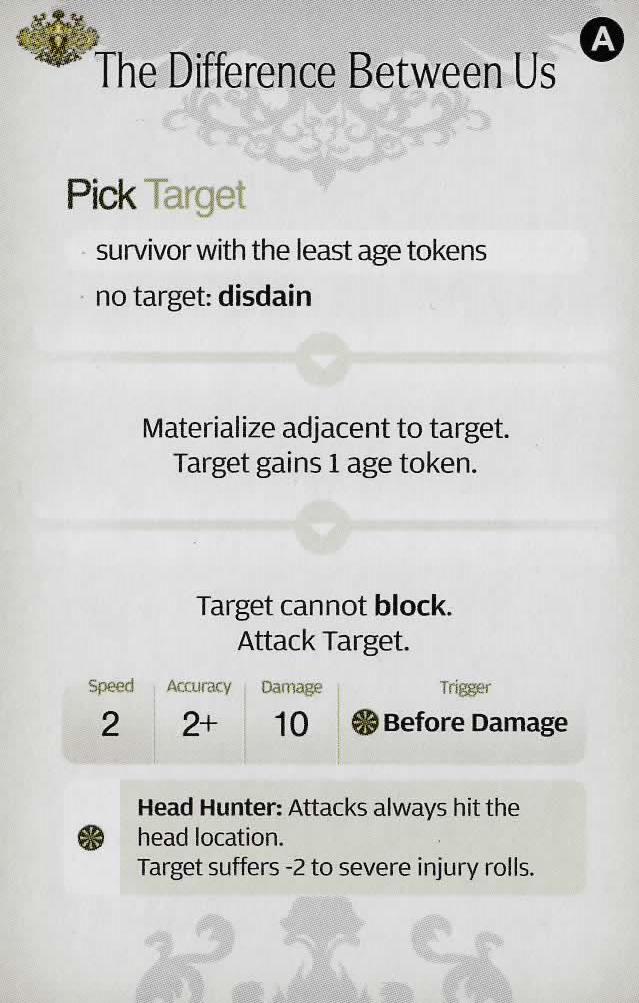 A
The Difference Between Us
Pick Target
· survivor with the least age tokens
· no target: disdain
Materialize adjacent to target.
Target gains 1 age token.
Target cannot block.
Attack Target.
Speed Accuracy Damage Trigger
2 2+ 10 Before Damage
Head Hunter: Attacks always hit the
head location.
Target suffers -2 to severe injury rolls.